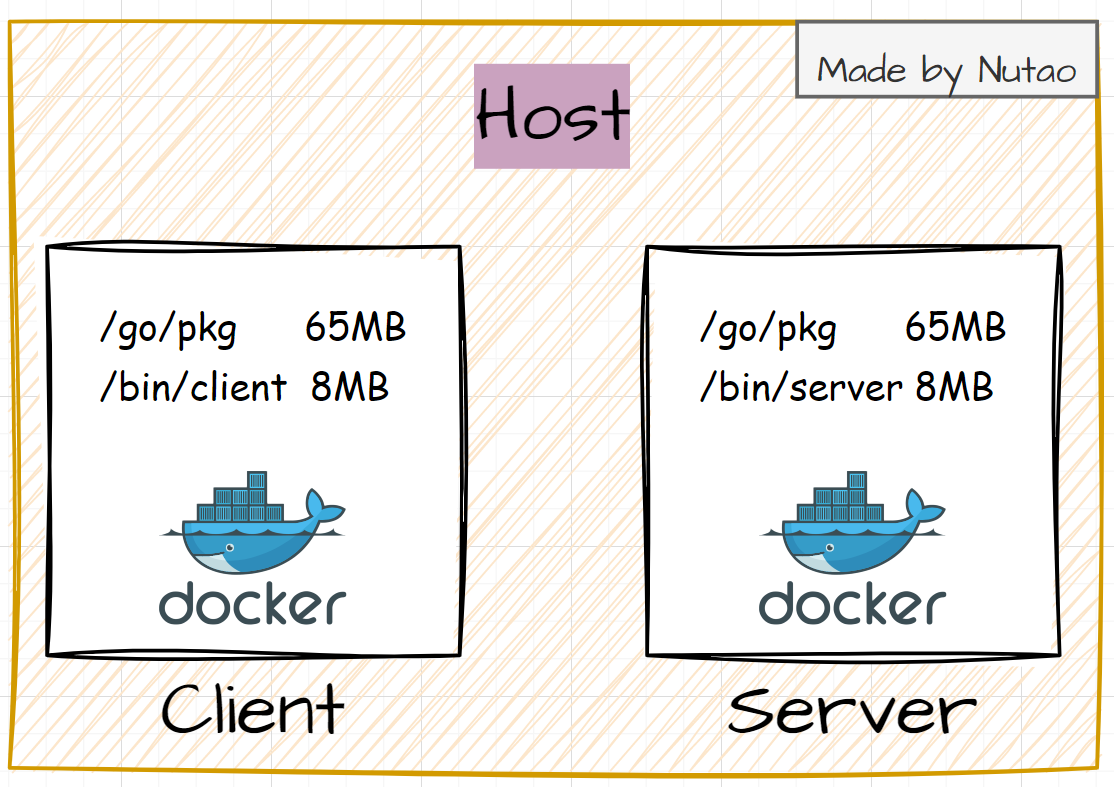 Made by Nutao
Host
/go/pkg 65MB
/bin/client 8MB
docker
Client
/go/pkg 65MB
/bin/server 8MB
docker
Server